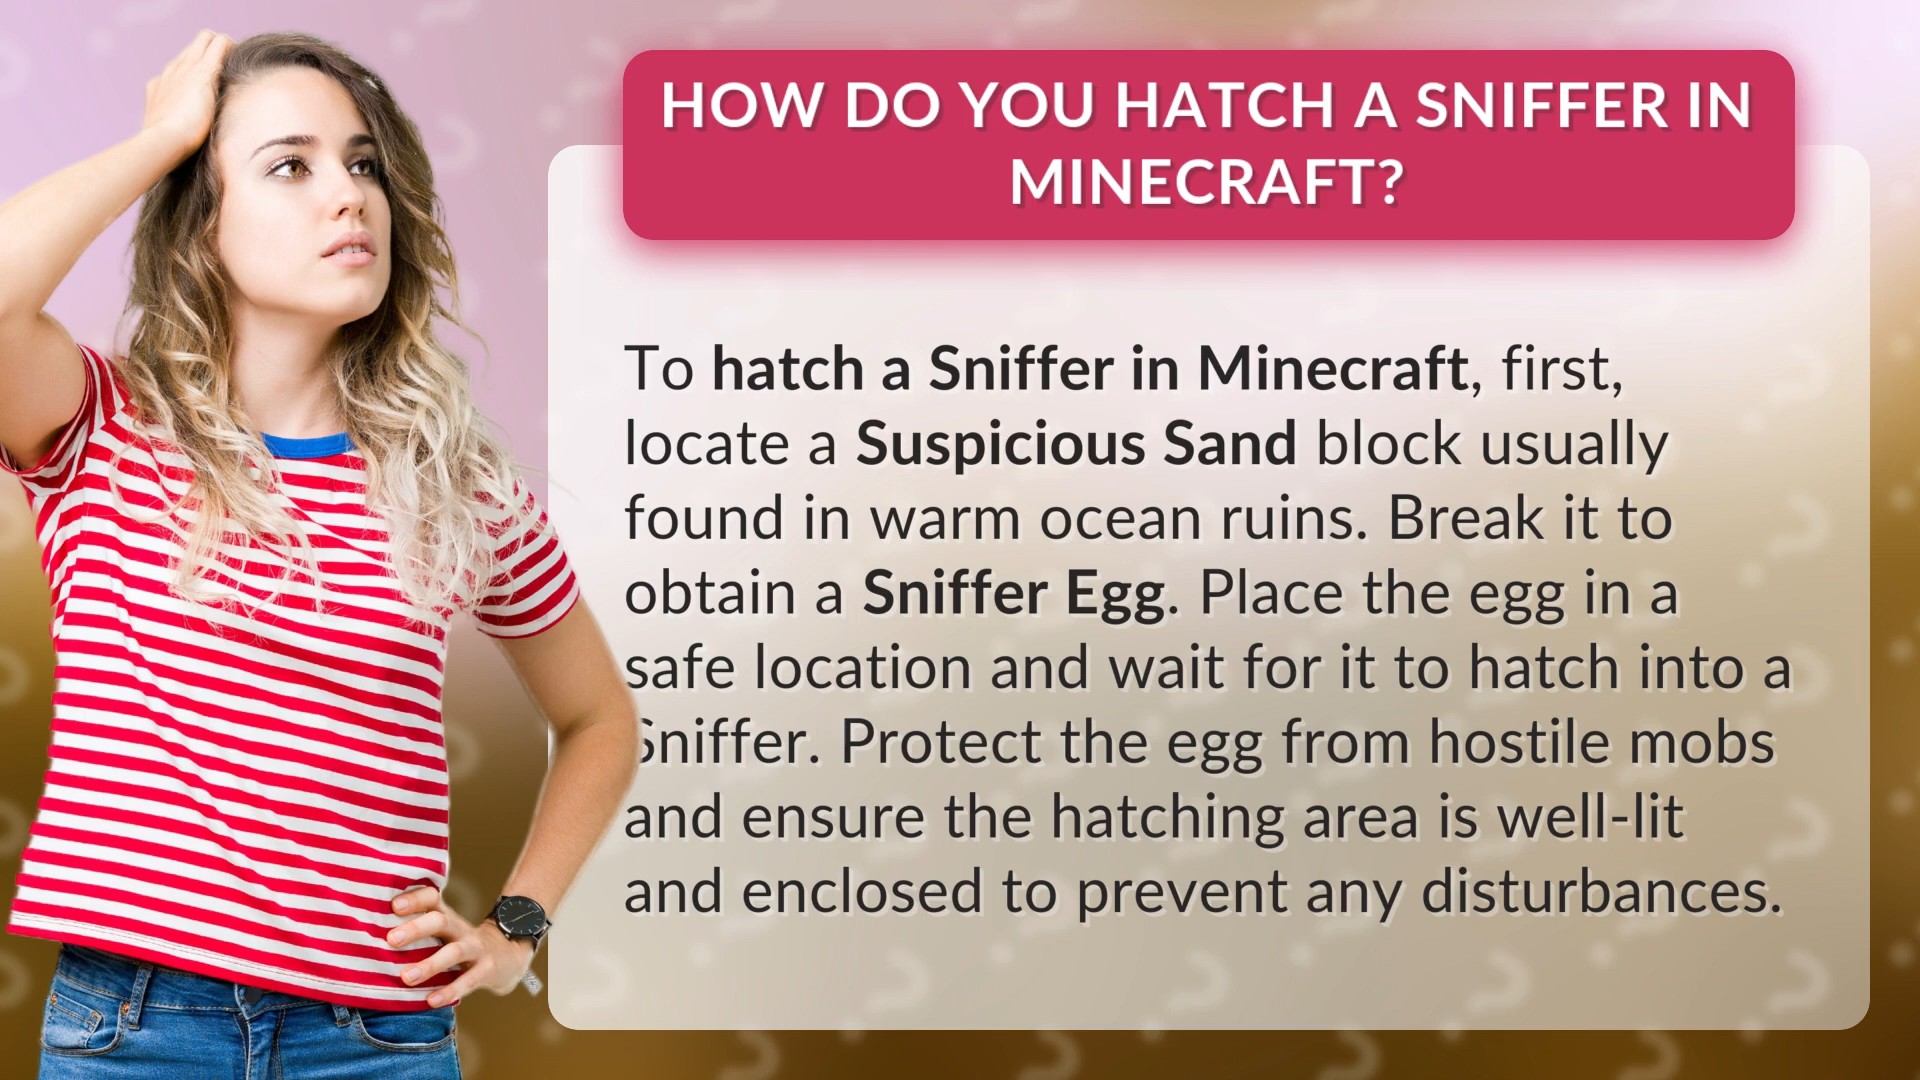 HOW DO YOU HATCH A SNIFFER IN
MINECRAFT?
To hatch a Sniffer in Minecraft, first,
locate a Suspicious Sand block usually
found in warm ocean ruins. Break it to
obtain a Sniffer Egg. Place the egg in a
safe location and wait for it to hatch into a
Sniffer. Protect the egg from hostile mobs
and ensure the hatching area is well-lit
and enclosed to prevent any disturbances.